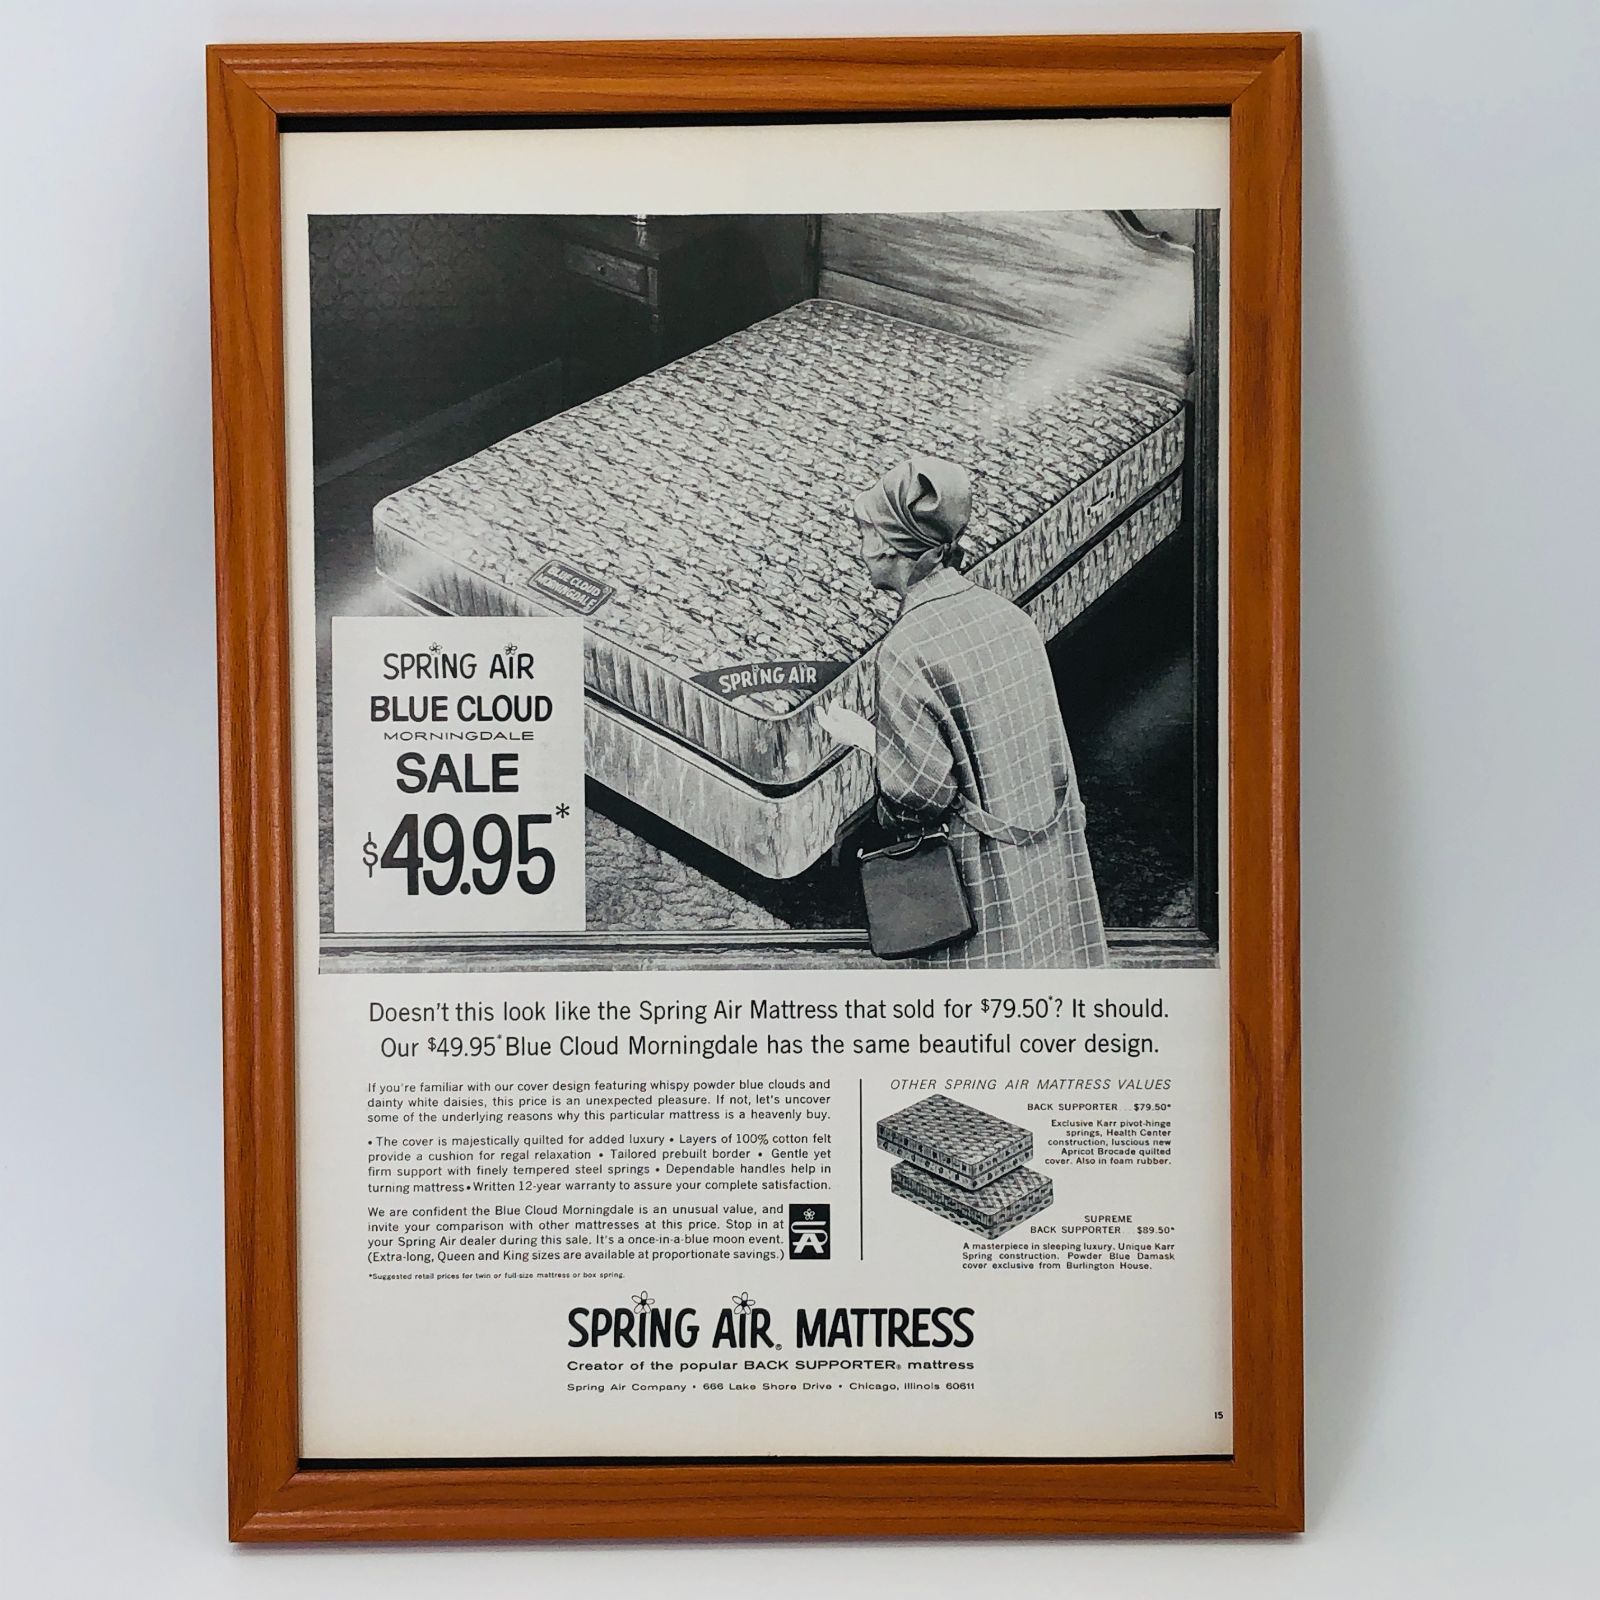 BLUE CLOUD
MORNINGDALE
SPRING AIR
SPRING AIR
BLUE CLOUD
MORNINGDALE
SALE
$49.95*
Doesn't this look like the Spring Air Mattress that sold for $79.50*? It should.
Our $49.95* Blue Cloud Morningdale has the same beautiful cover design.
If you're familiar with our cover design featuring whispy powder blue clouds and
dainty white daisies, this price is an unexpected pleasure. If not, let's uncover
some of the underlying reasons why this particular mattress is a heavenly buy.
• The cover is majestically quilted for added luxury • Layers of 100% cotton felt
provide a cushion for regal relaxation • Tailored prebuilt border • Gentle yet
firm support with finely tempered steel springs • Dependable handles help in
turning mattress • Written 12-year warranty to assure your complete satisfaction.
We are confident the Blue Cloud Morningdale is an unusual value, and
invite your comparison with other mattresses at this price. Stop in at
your Spring Air dealer during this sale. It's a once-in-a-blue moon event.
(Extra-long, Queen and King sizes are available at proportionate savings.)
*Suggested retail prices for twin or full-size mattress or box spring.
SA
OTHER SPRING AIR MATTRESS VALUES
BACK SUPPORTER...$79.50*
Exclusive Karr pivot-hinge
springs, Health Center
construction, luscious new
Apricot Brocade quilted
cover. Also in foam rubber.
SUPREME
BACK SUPPORTER...$89.50*
A masterpiece in sleeping luxury. Unique Karr
Spring construction. Powder Blue Damask
cover exclusive from Burlington House.
SPRING AIR® MATTRESS
Creator of the popular BACK SUPPORTER® mattress
Spring Air Company • 666 Lake Shore Drive • Chicago, Illinois 60611
15